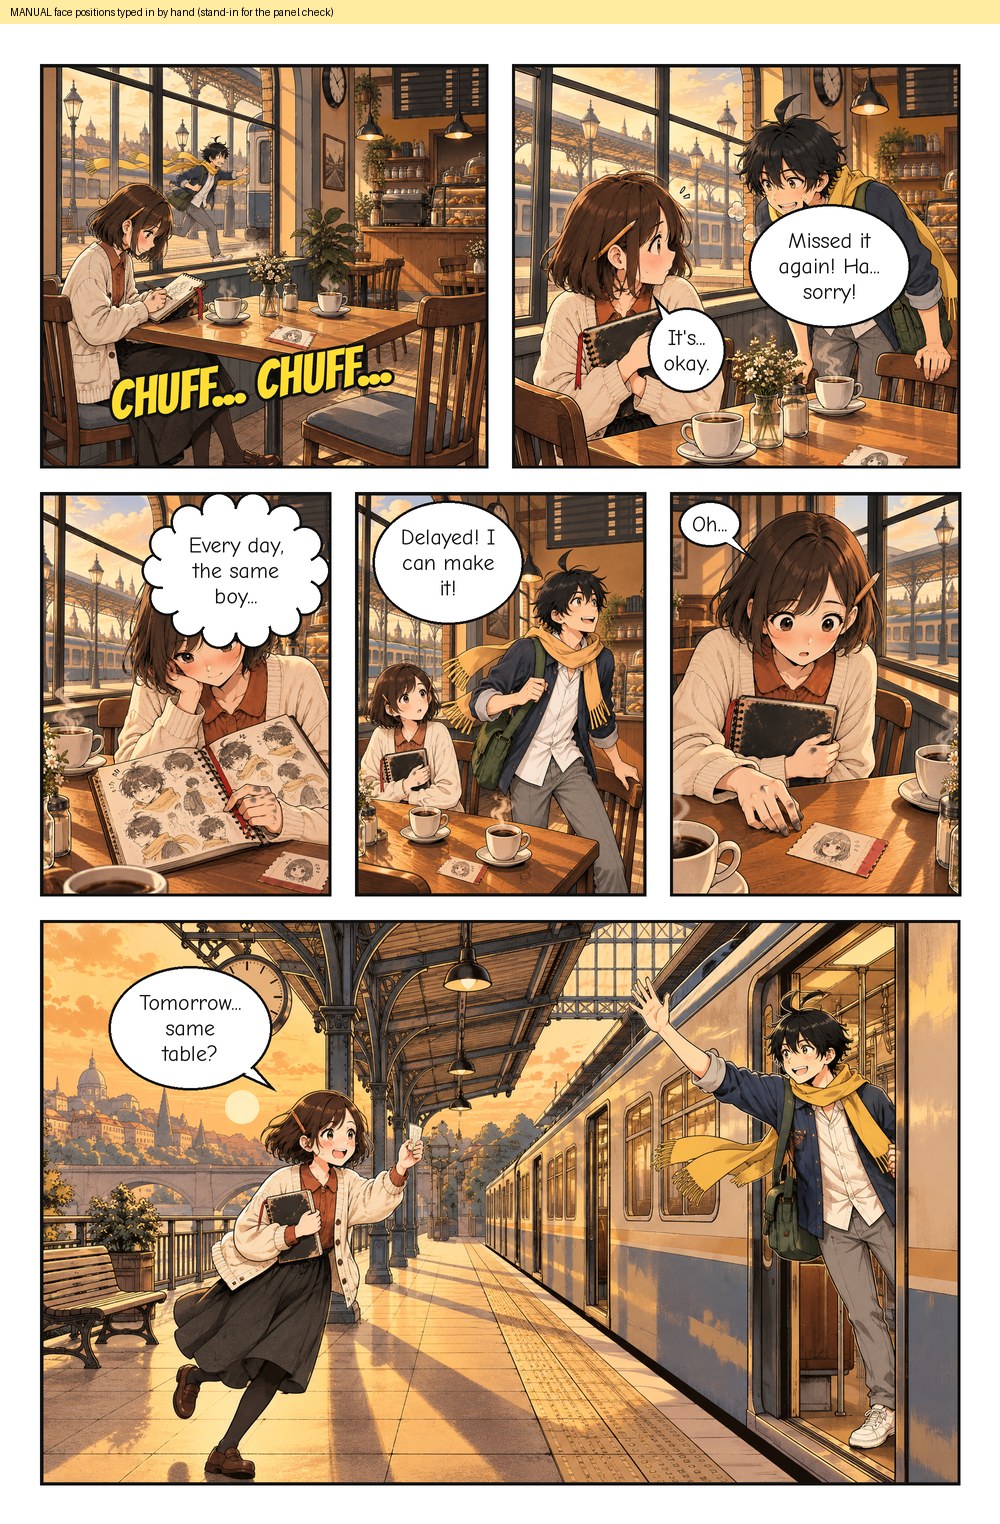 MANUAL face positions typed in by hand (stand-in for the panel check)
CHUFF... CHUFF...
Missed it
again! Ha...
sorry!
It's...
okay.
Every day,
the same
boy...
Delayed! I
can make
it!
Oh...
Tomorrow...
same
table?